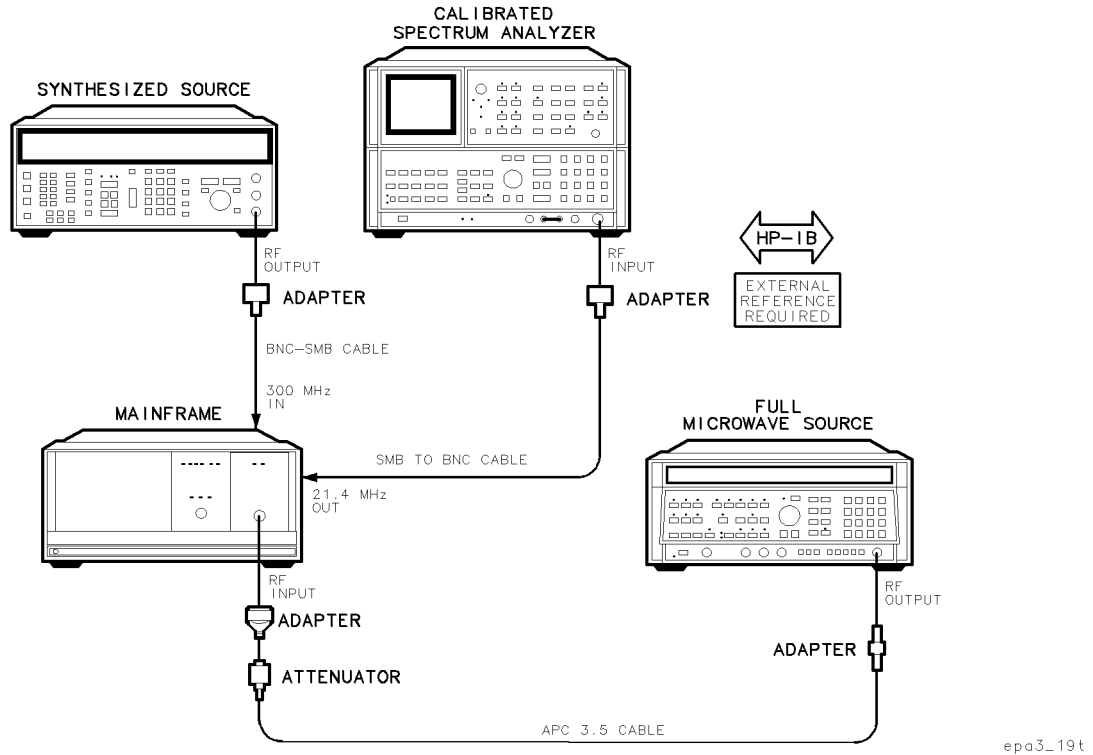 CALIBRATED
SPECTRUM ANALYZER
SYNTHESIZED SOURCE
RF
OUTPUT
RF
INPUT
HP-IB
ADAPTER
ADAPTER
EXTERNAL
REFERENCE
REQUIRED
BNC-SMB CABLE
300 MHz
IN
MAINFRAME
FULL
MICROWAVE SOURCE
SMB TO BNC CABLE
21.4 MHz
OUT
RF
INPUT
RF
OUTPUT
ADAPTER
ADAPTER
ATTENUATOR
APC 3.5 CABLE
epa3_19t